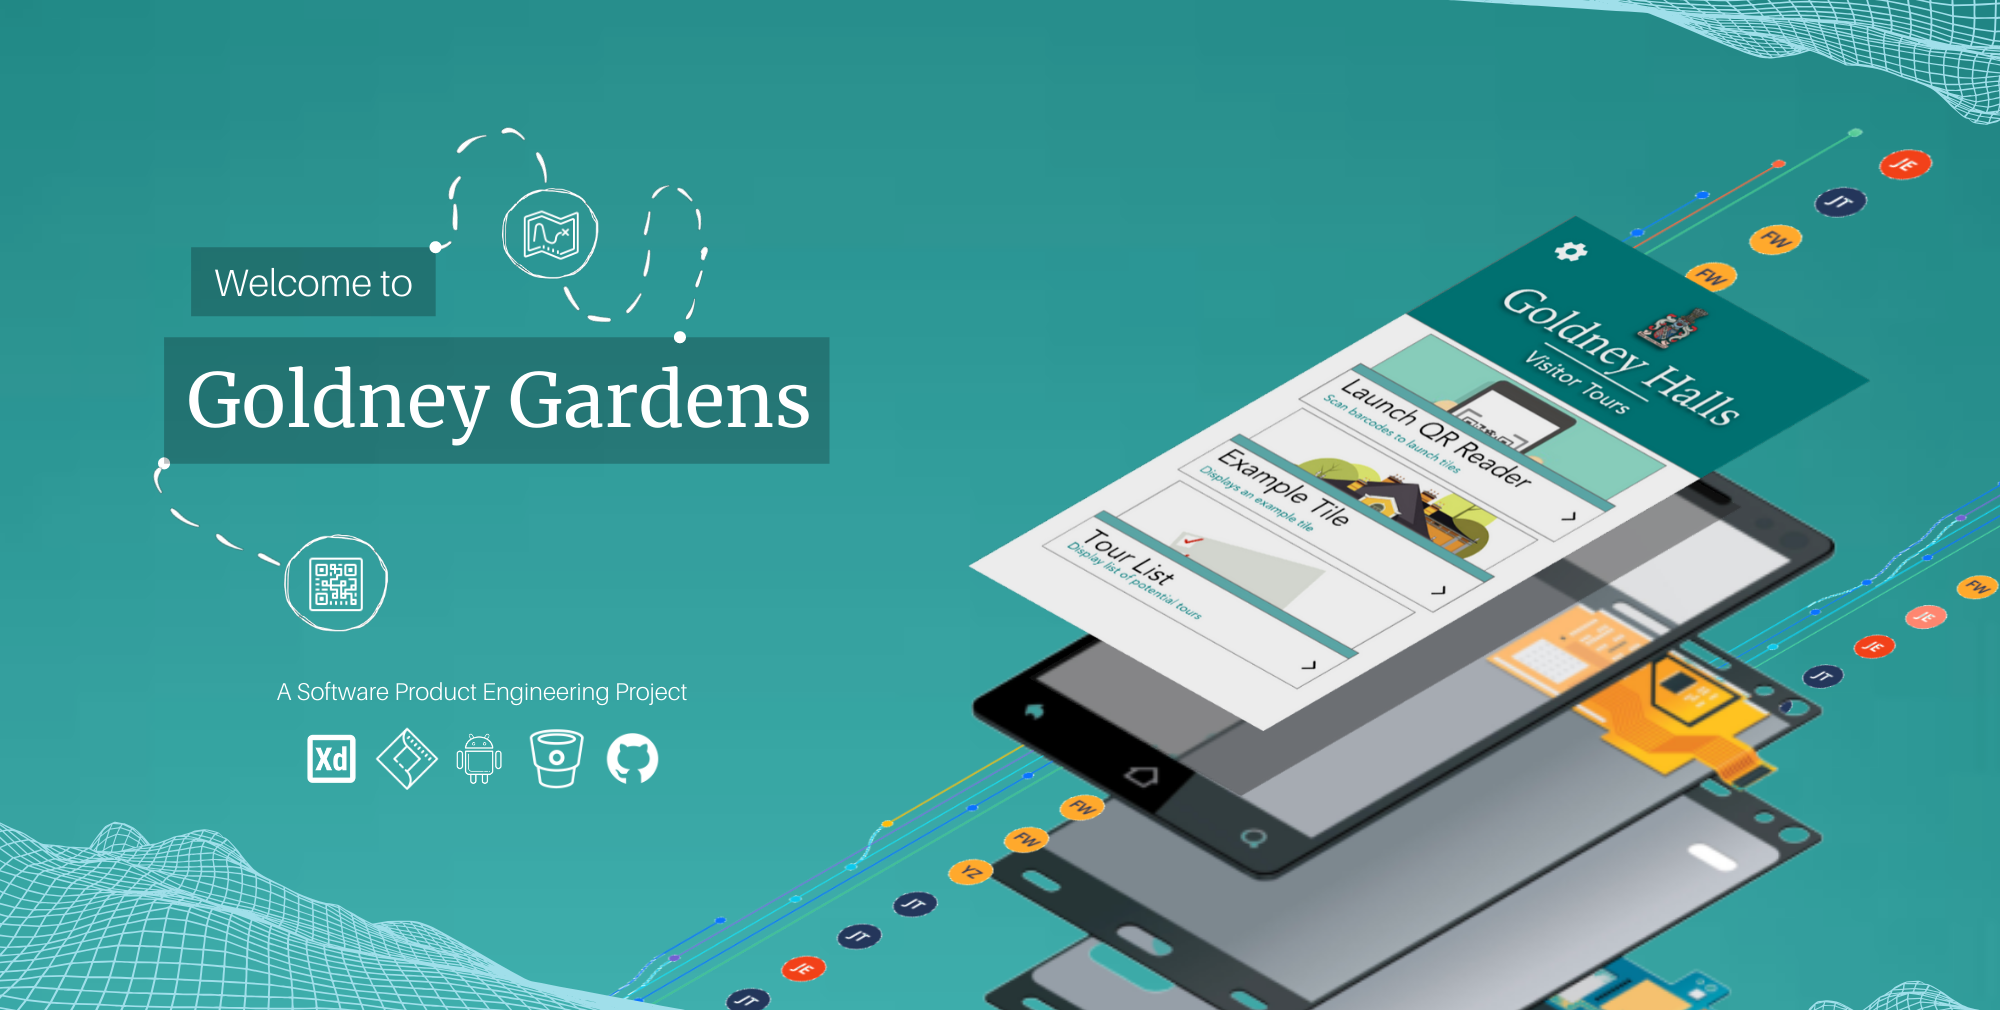 Welcome to
Goldney Gardens
A Software Product Engineering Project
Xd
Goldney Halls
Visitor Tours
Launch QR Reader
Scan barcodes to launch tiles
Example Tile
Displays an example tile
Tour List
Display list of potential tours
JE
JT
FW
FW
FW
JE
JE
JT
FW
FW
YZ
JT
JT
JE
JT